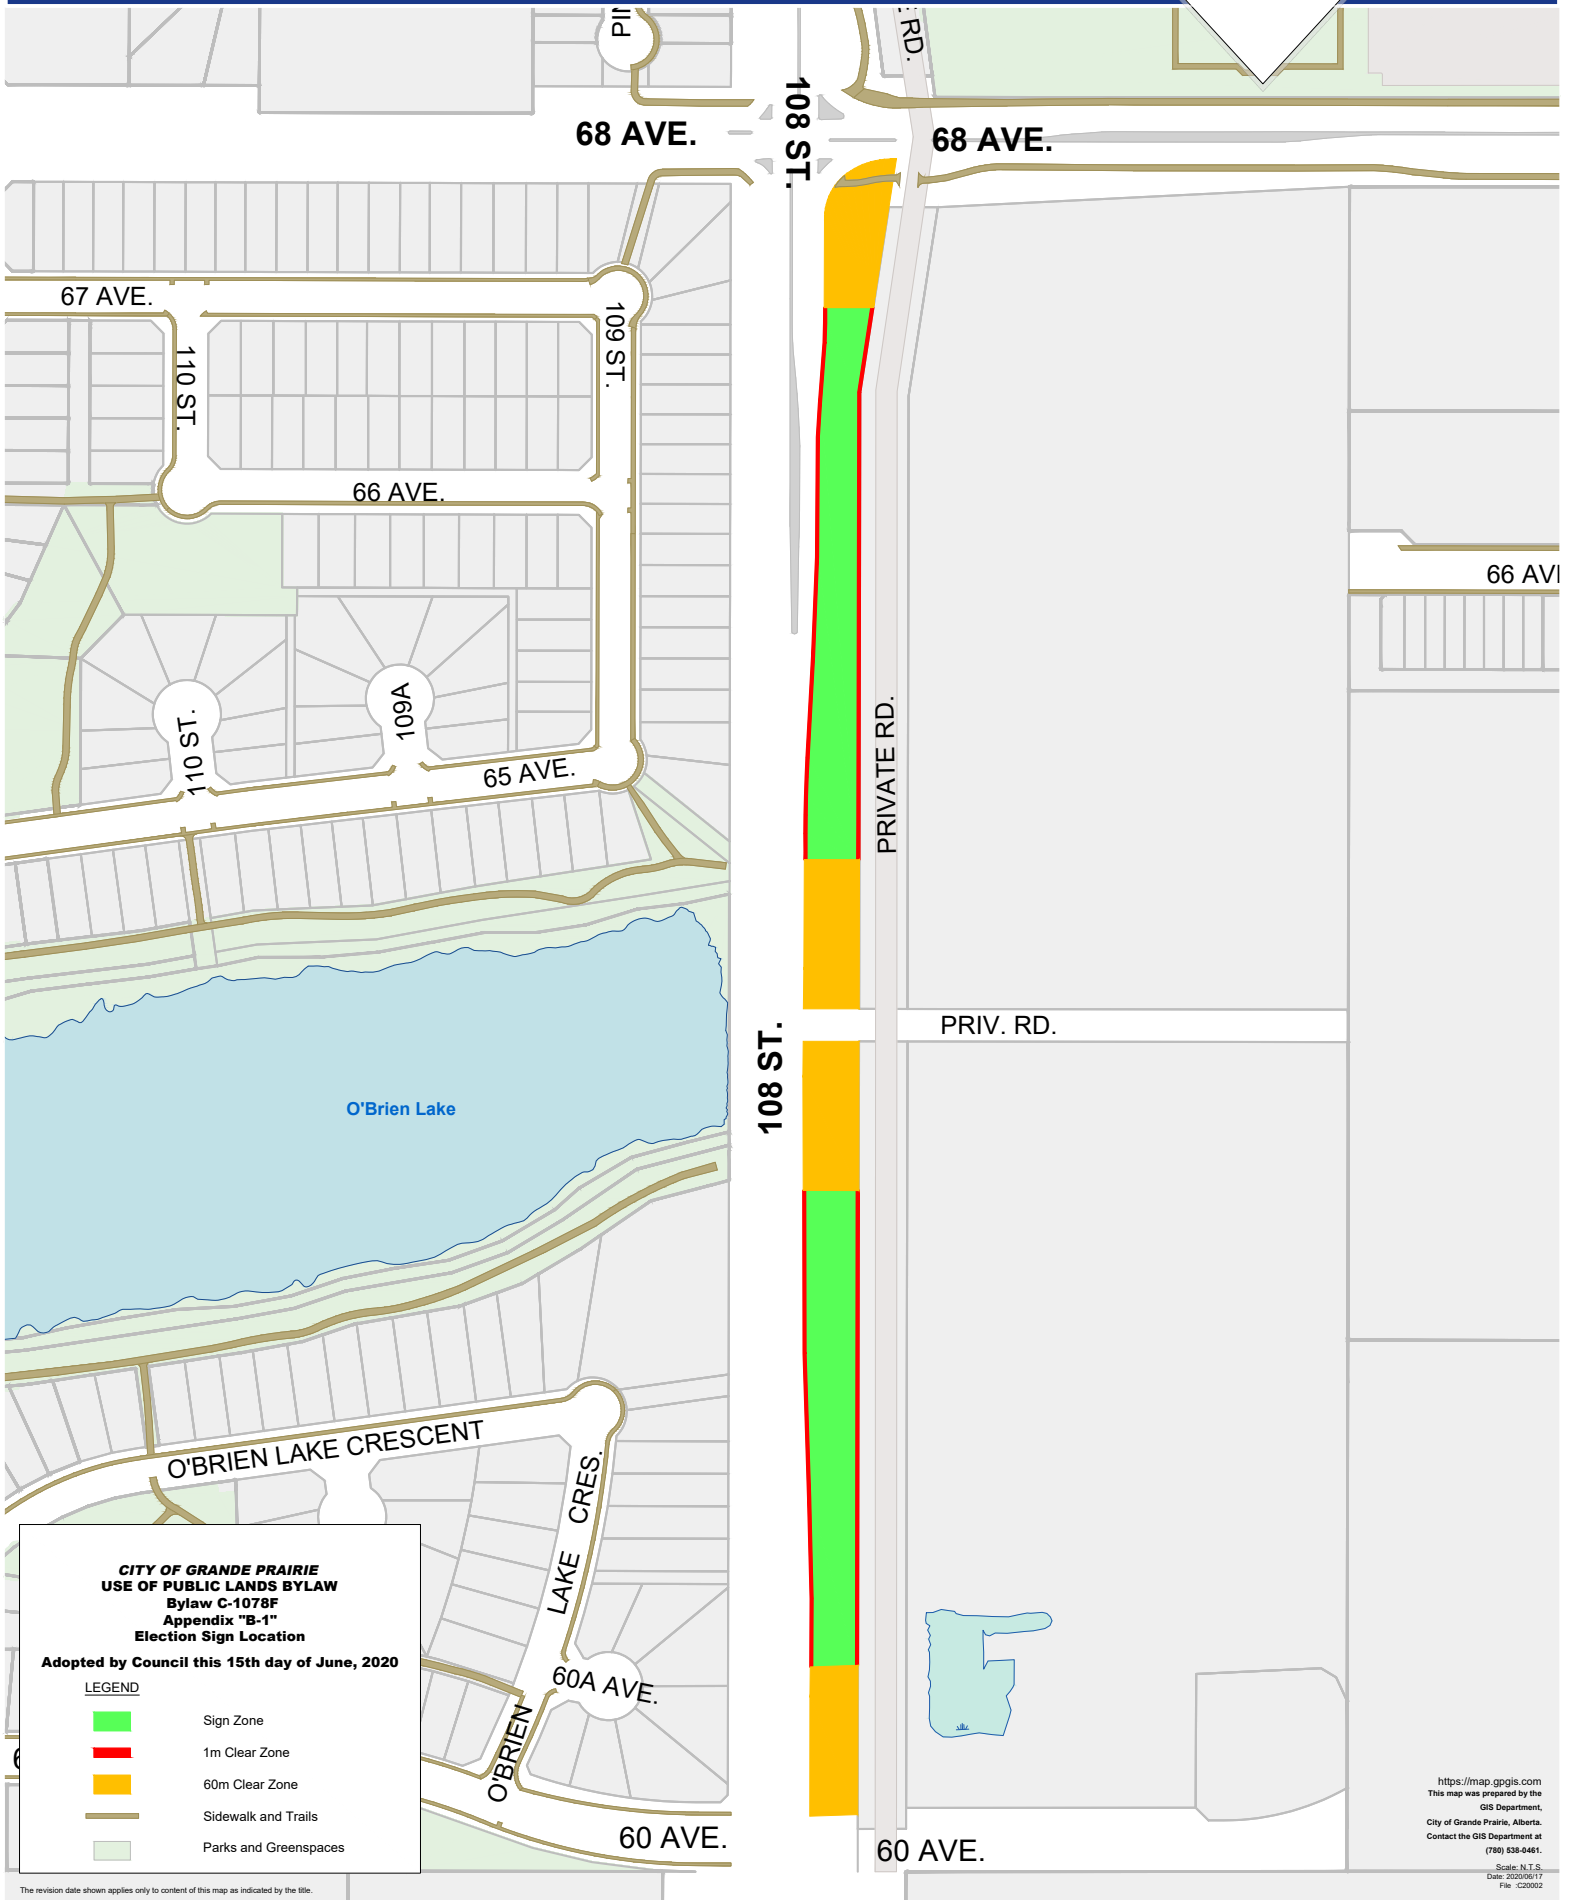 PIN
E RD.
108 ST.
68 AVE.
68 AVE.
67 AVE.
109 ST.
110 ST.
66 AVE.
66 AV
109A
110 ST.
65 AVE.
PRIVATE RD.
PRIV. RD.
108 ST.
O'Brien Lake
O'BRIEN LAKE CRESCENT
LAKE CRES.
O'BRIEN
60A AVE.
60 AVE.
60 AVE.
6
CITY OF GRANDE PRAIRIE
USE OF PUBLIC LANDS BYLAW
Bylaw C-1078F
Appendix "B-1"
Election Sign Location
Adopted by Council this 15th day of June, 2020
LEGEND
Sign Zone
1m Clear Zone
60m Clear Zone
Sidewalk and Trails
Parks and Greenspaces
The revision date shown applies only to content of this map as indicated by the title.
https://map.gpgis.com
This map was prepared by the
GIS Department,
City of Grande Prairie, Alberta.
Contact the GIS Department at
(780) 538-0461.
Scale: N.T.S.
Date: 2020/06/17
File :C20002